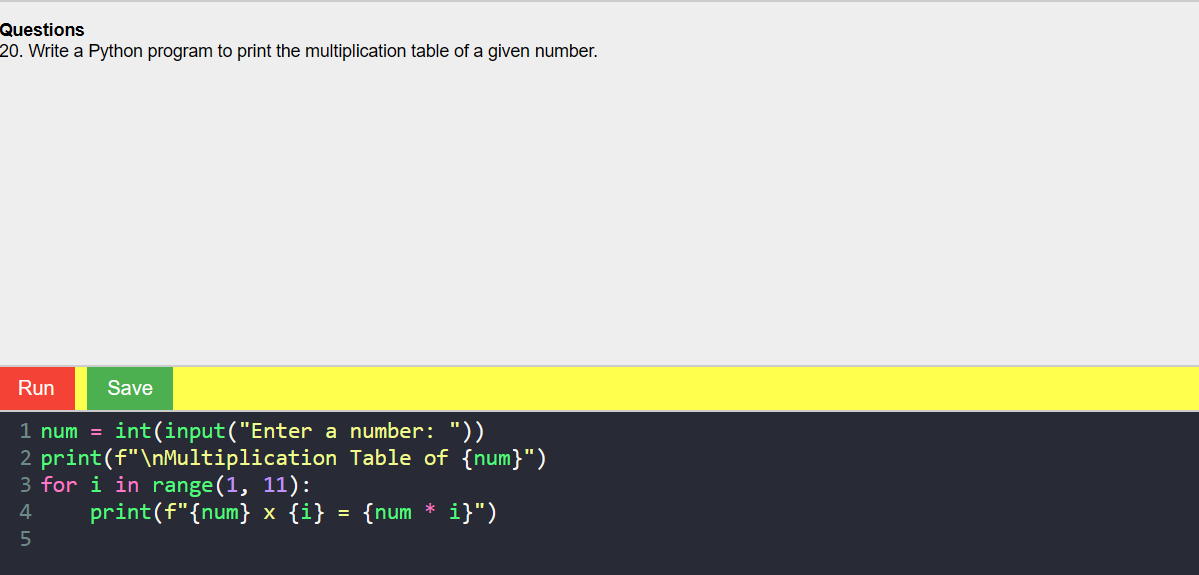 Questions
20. Write a Python program to print the multiplication table of a given number.
Run Save
1 num = int(input("Enter a number: "))
2 print(f"\nMultiplication Table of {num}")
3 for i in range(1, 11):
4     print(f"{num} x {i} = {num * i}")
5